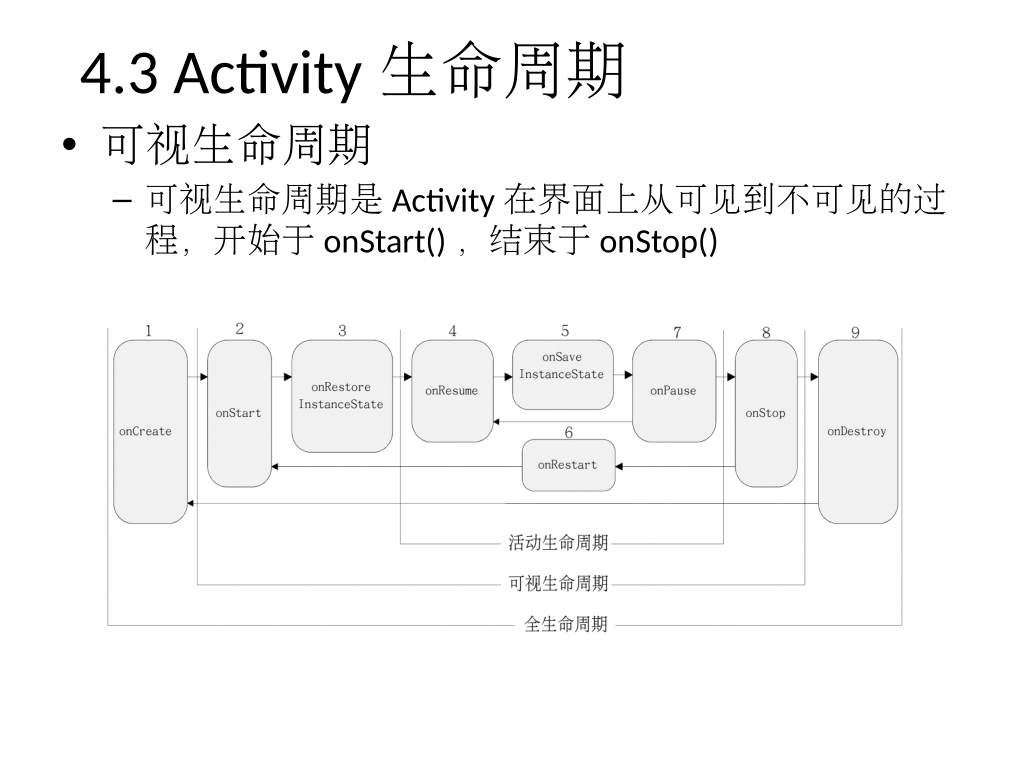 4.3 Activity 生命周期
• 可视生命周期
– 可视生命周期是 Activity 在界面上从可见到不可见的过
程，开始于 onStart() ，结束于 onStop()
1 2 3 4 5 7 8 9
onCreate
onStart
onRestore
InstanceState
onResume
onSave
InstanceState
6
onRestart
onPause
onStop
onDestroy
活动生命周期
可视生命周期
全生命周期